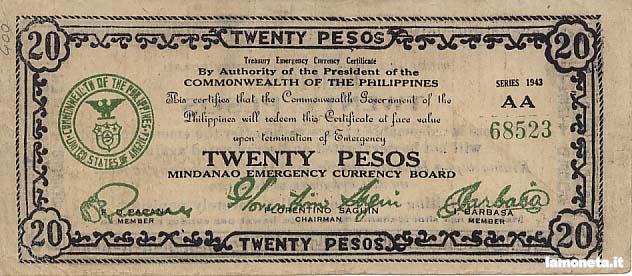 20 TWENTY PESOS 20
Treasury Emergency Currency Certificate
By Authority of the President of the
COMMONWEALTH OF THE PHILIPPINES
SERIES 1943
This certifies that the Commonwealth Government of the
AA
Philippines will redeem this Certificate at face value
68523
upon termination of Emergency
COMMONWEALTH OF THE PHILIPPINES
UNITED STATES OF AMERICA
TWENTY PESOS
MINDANAO EMERGENCY CURRENCY BOARD
Florentino Saguin
FLORENTINO SAGUIN
I. BARBASA
MEMBER
CHAIRMAN
MEMBER
20 TWENTY PESOS 20
lamoneta.it